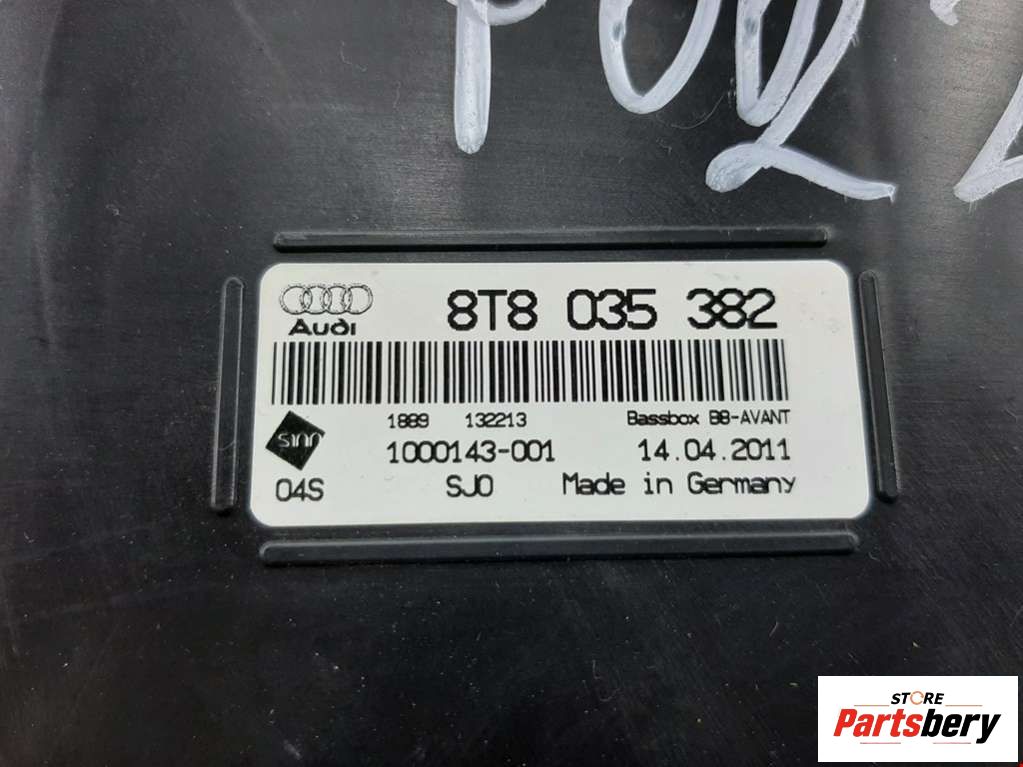 Audi
8T8 035 382
1889 132213 Bassbox B8-AVANT
1000143-001 14.04.2011
04S SJ0 Made in Germany
STORE
Partsbery